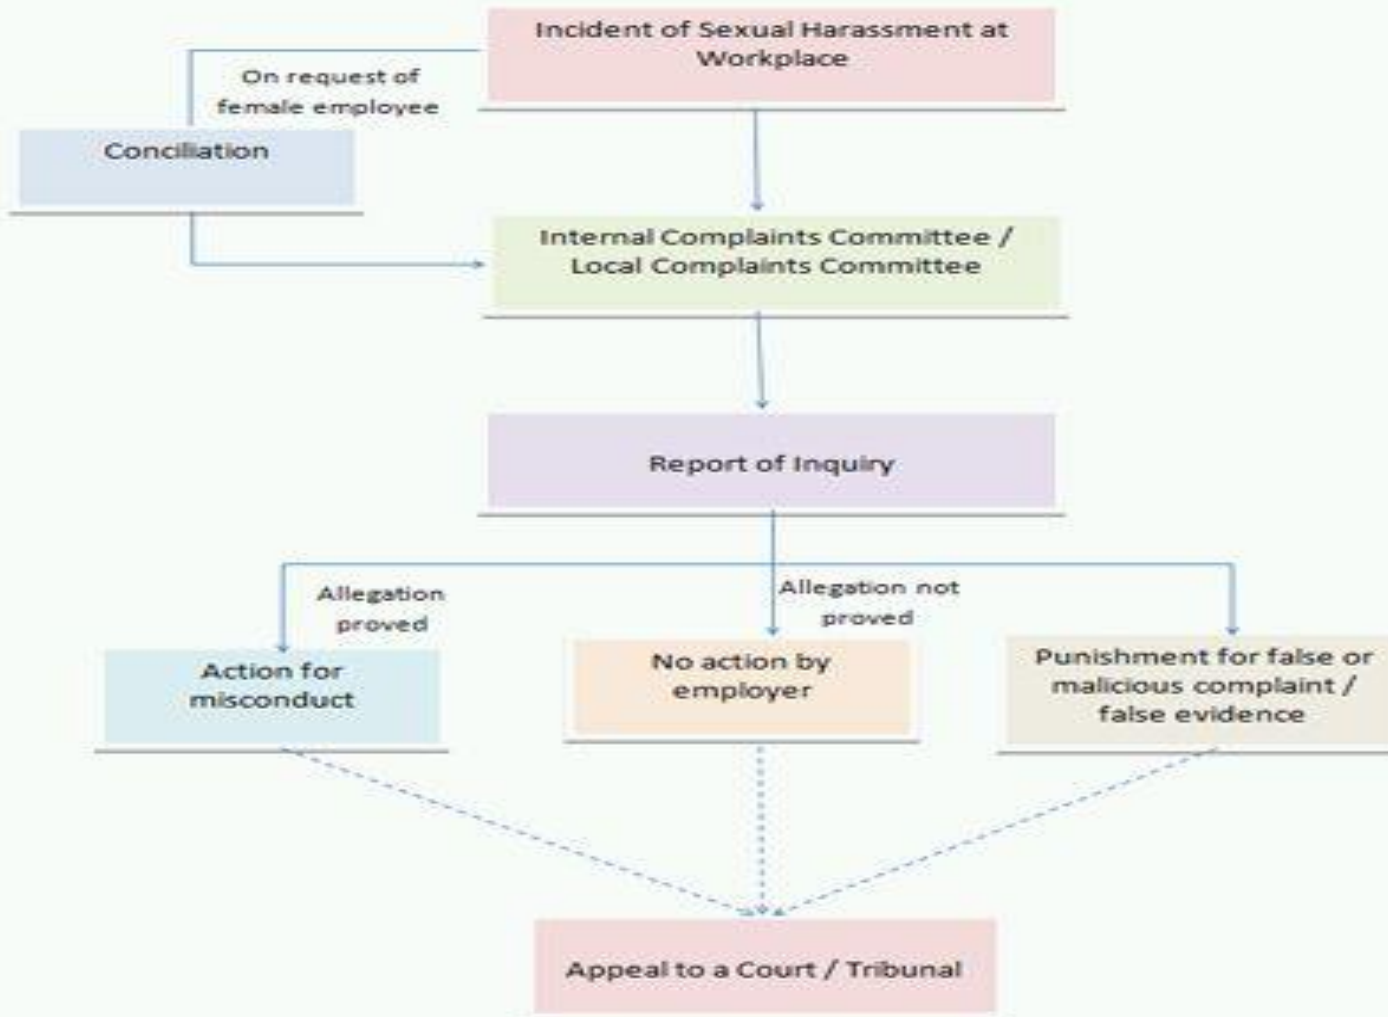 Incident of Sexual Harassment at
Workplace
On request of
female employee
Conciliation
Internal Complaints Committee /
Local Complaints Committee
Report of Inquiry
Allegation
proved
Allegation not
proved
Action for
misconduct
No action by
employer
Punishment for false or
malicious complaint /
false evidence
Appeal to a Court / Tribunal